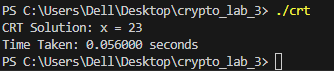 PS C:\Users\Dell\Desktop\crypto_lab_3> ./crt
CRT Solution: x = 23
Time Taken: 0.056000 seconds
PS C:\Users\Dell\Desktop\crypto_lab_3>